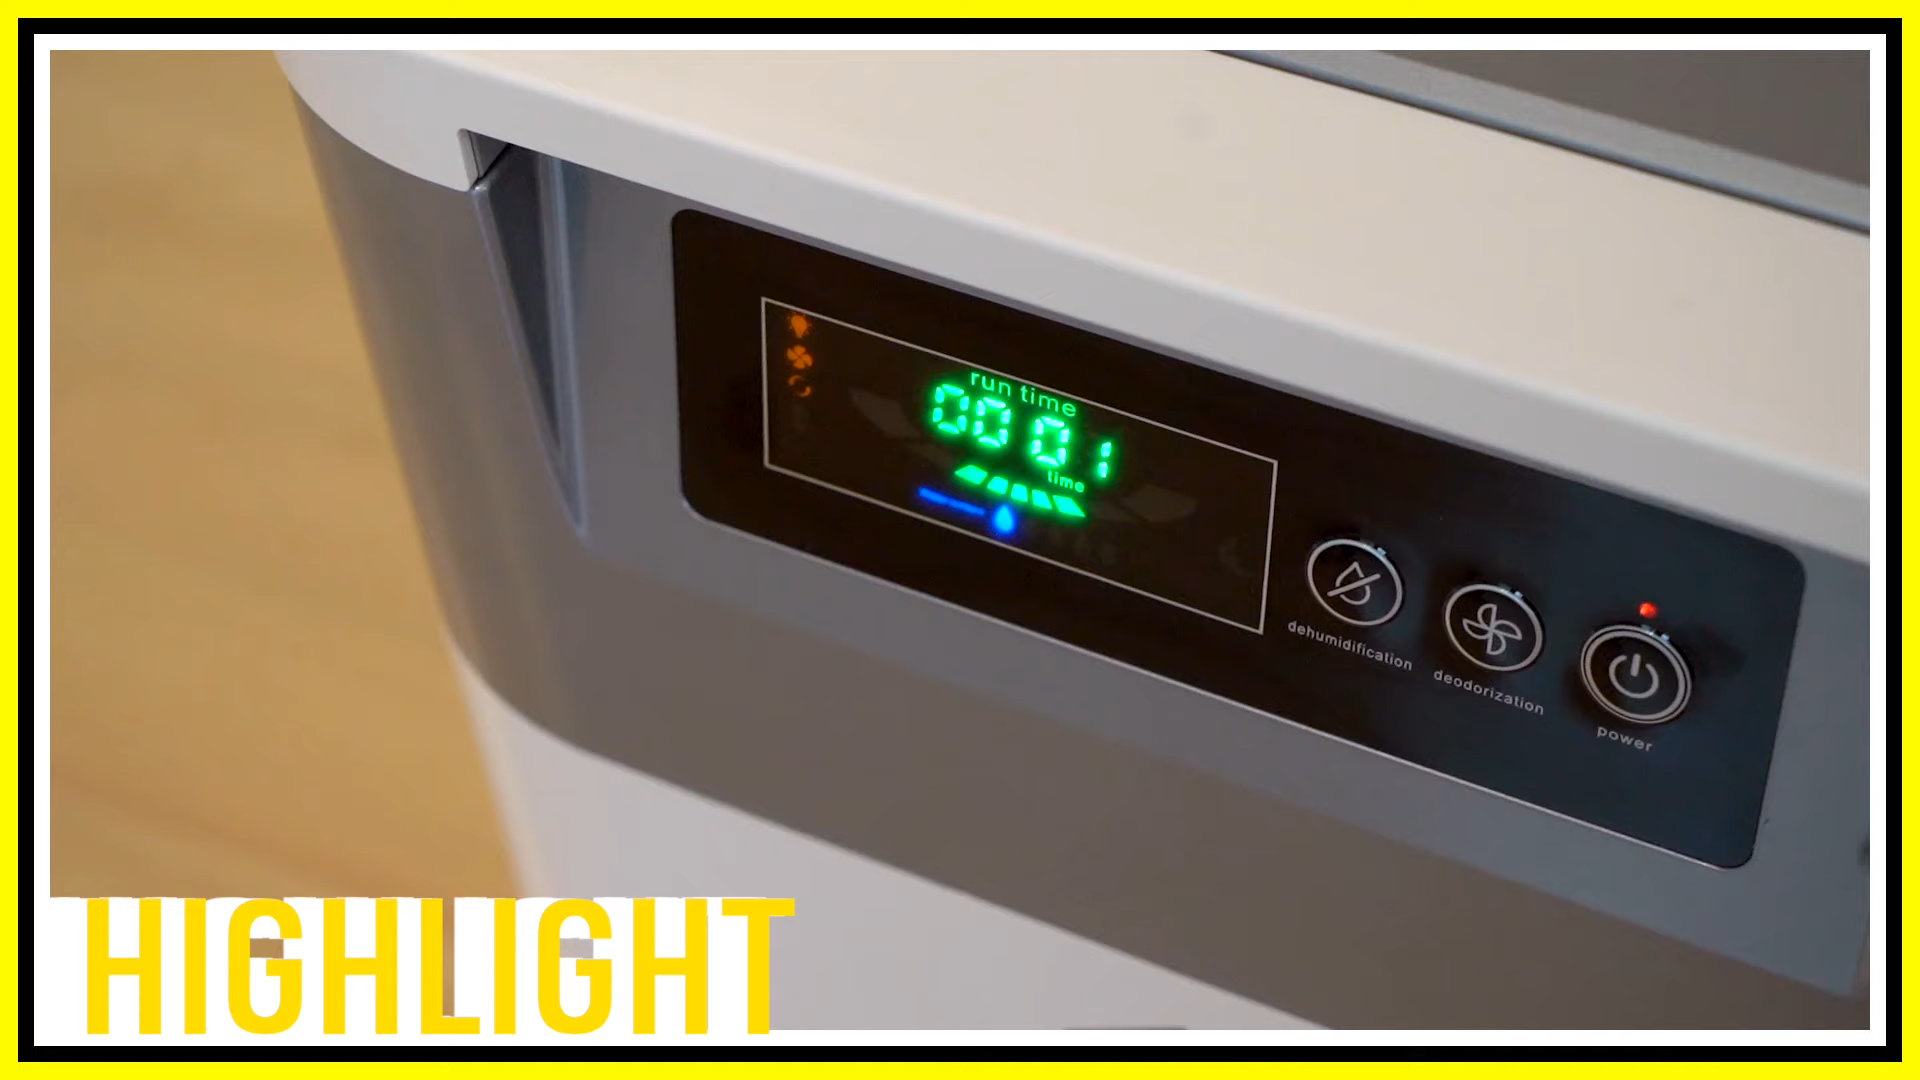 run time
00 01
time
dehumidification
deodorization
power
HIGHLIGHT